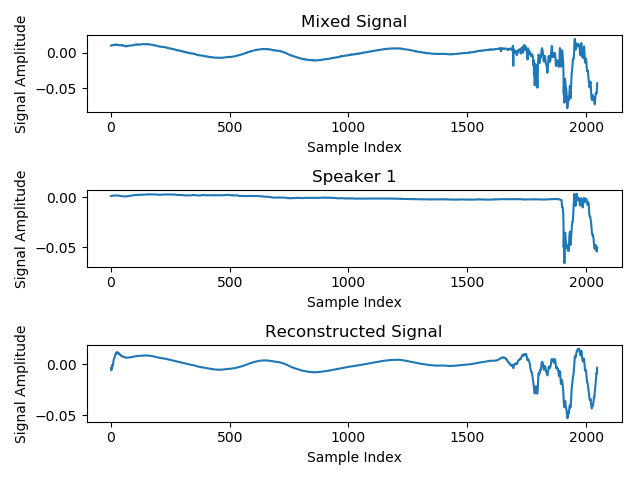 Mixed Signal
Signal Amplitude
0.00
−0.05
0 500 1000 1500 2000
Sample Index
Speaker 1
Signal Amplitude
0.00
−0.05
0 500 1000 1500 2000
Sample Index
Reconstructed Signal
Signal Amplitude
0.00
−0.05
0 500 1000 1500 2000
Sample Index